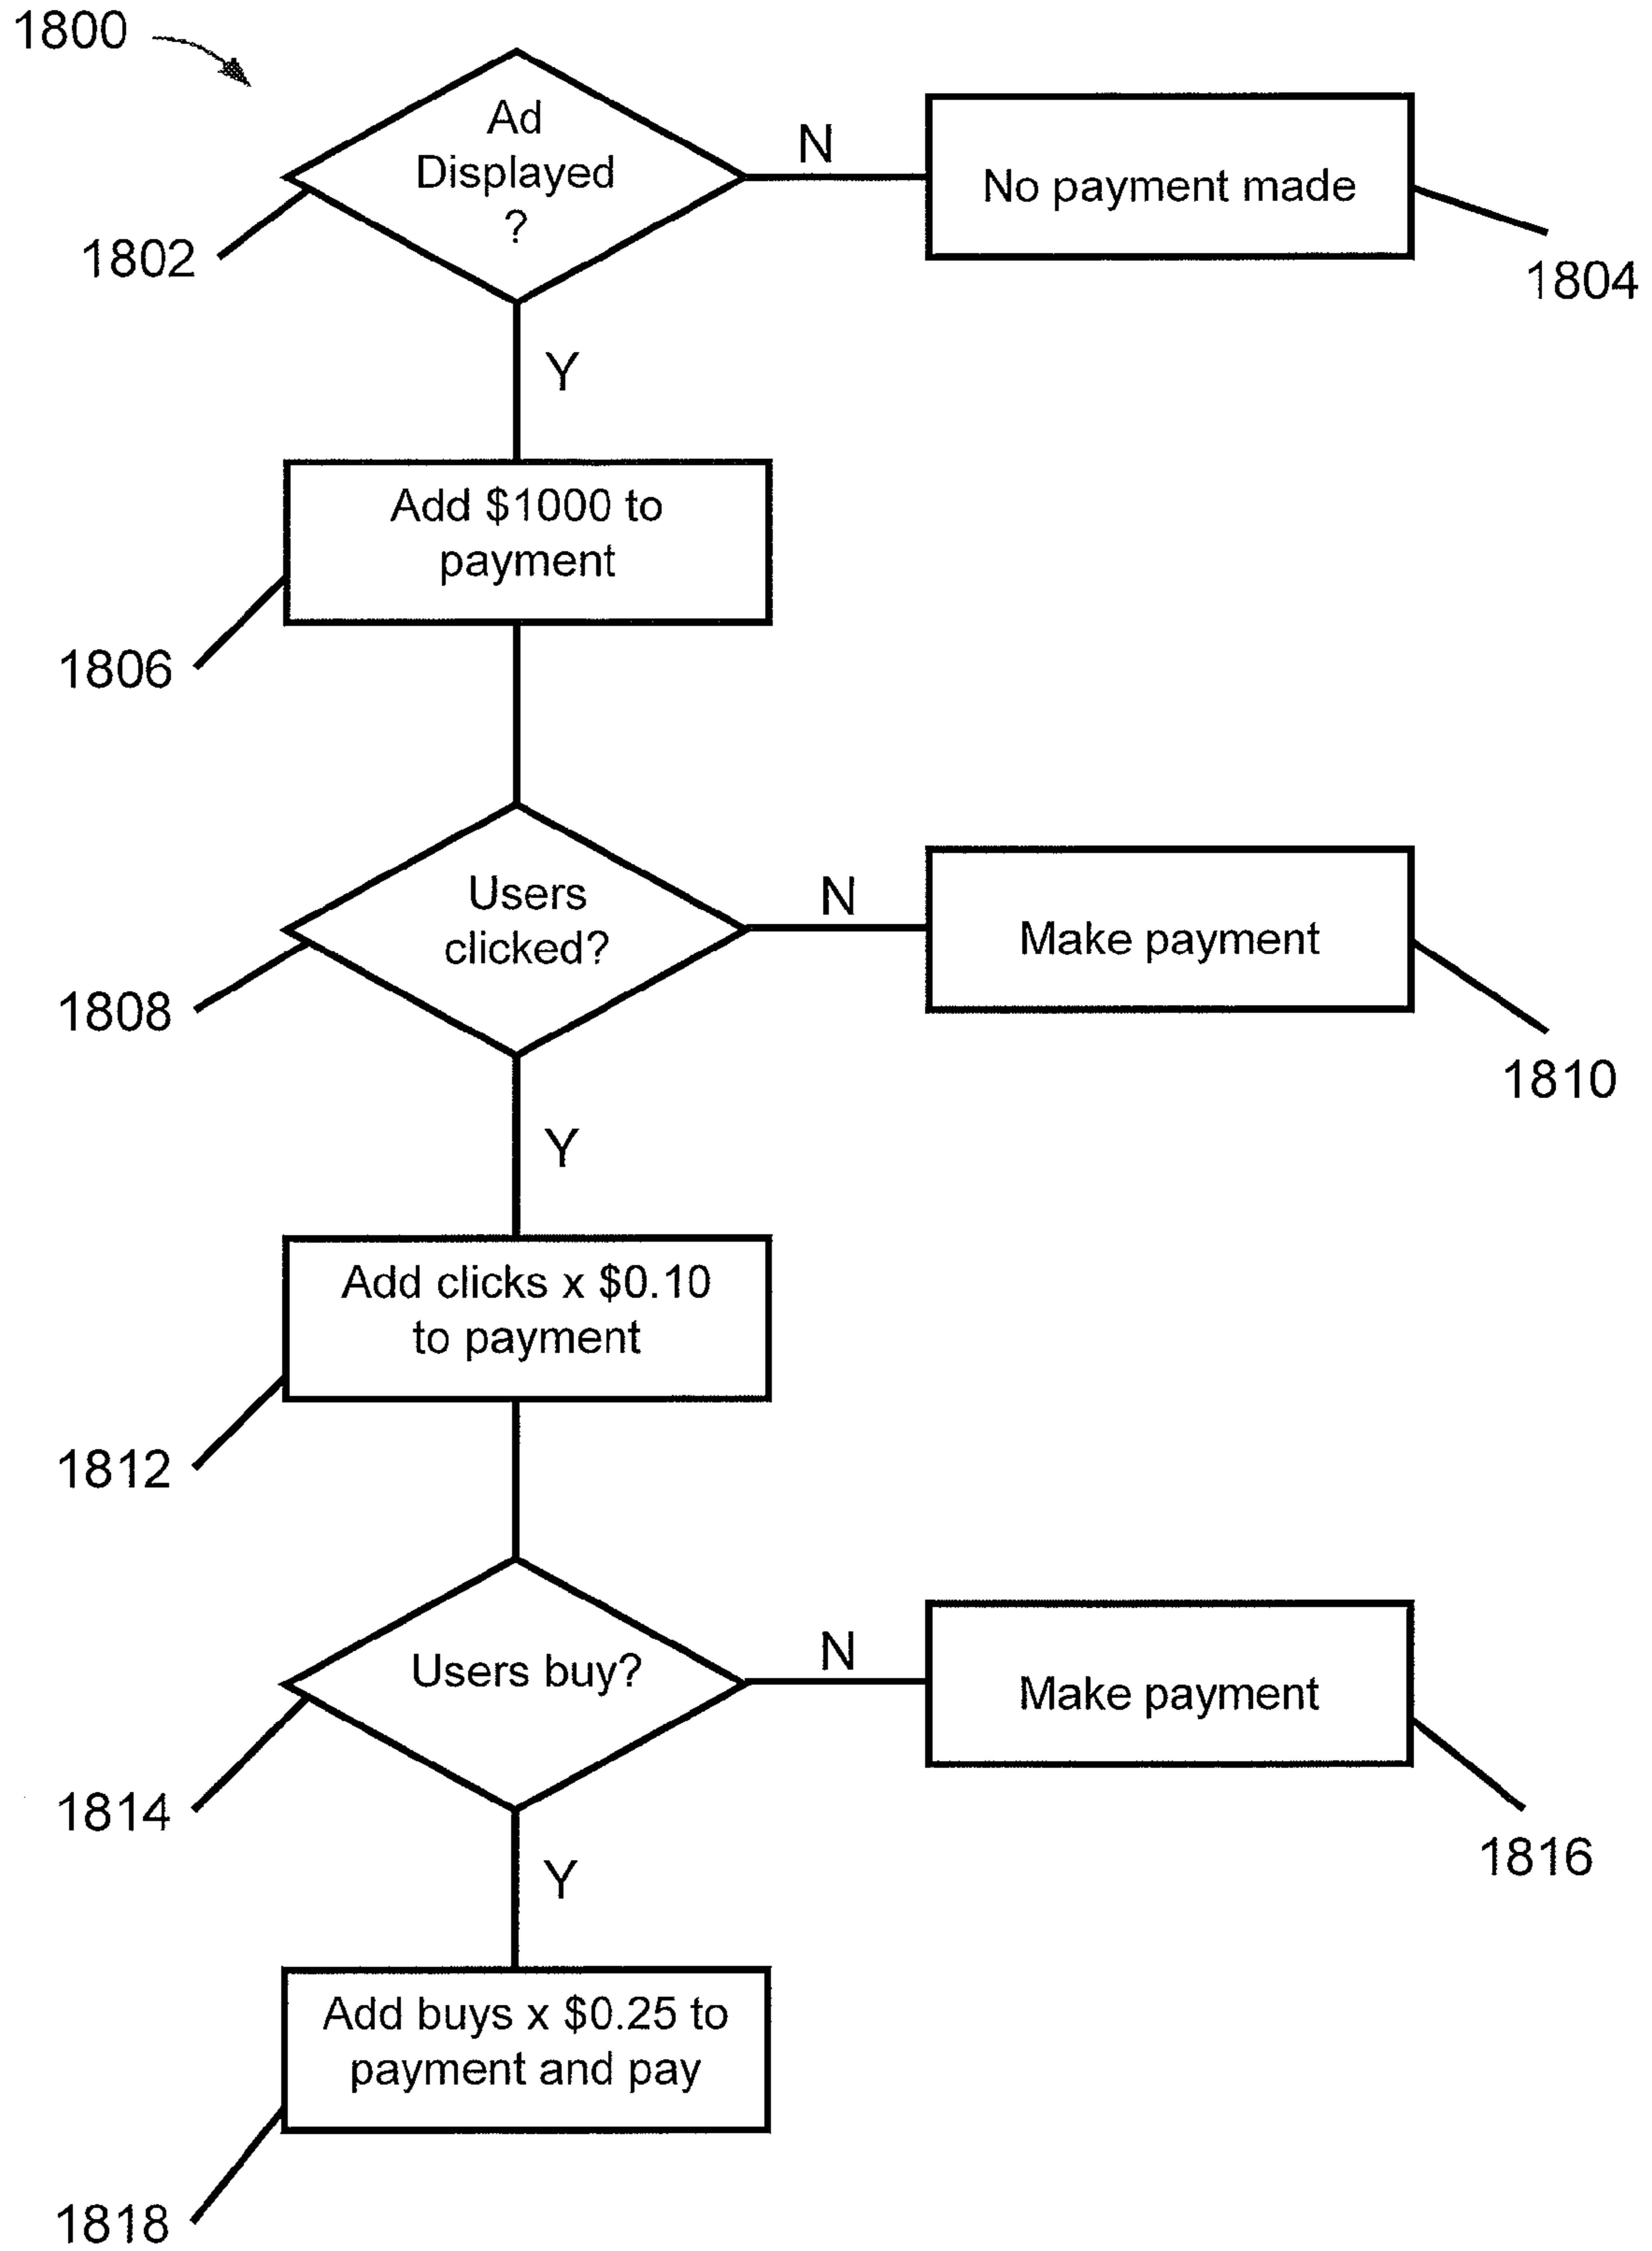 1800
Ad
Displayed
?
N
No payment made
1802
1804
Y
Add $1000 to
payment
1806
Users
clicked?
N
Make payment
1808
1810
Y
Add clicks x $0.10
to payment
1812
Users buy?
N
Make payment
1814
1816
Y
Add buys x $0.25 to
payment and pay
1818